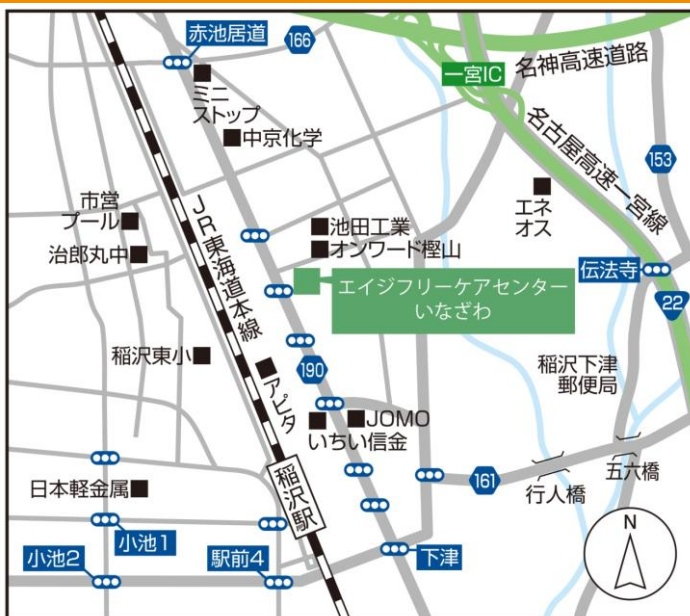 赤池居道
166
名神高速道路
一宮IC
ミニ
ストップ
中京化学
名古屋高速一宮線
153
市営
プール
治郎丸中
JR東海道本線
池田工業
オンワード樫山
エネ
オス
伝法寺
エイジフリーケアセンター
いなざわ
22
稲沢東小
アピタ
190
稲沢下津
郵便局
JOMO
いちい信金
日本軽金属
稲沢駅
161
行人橋
五六橋
小池1
小池2
駅前4
下津
N